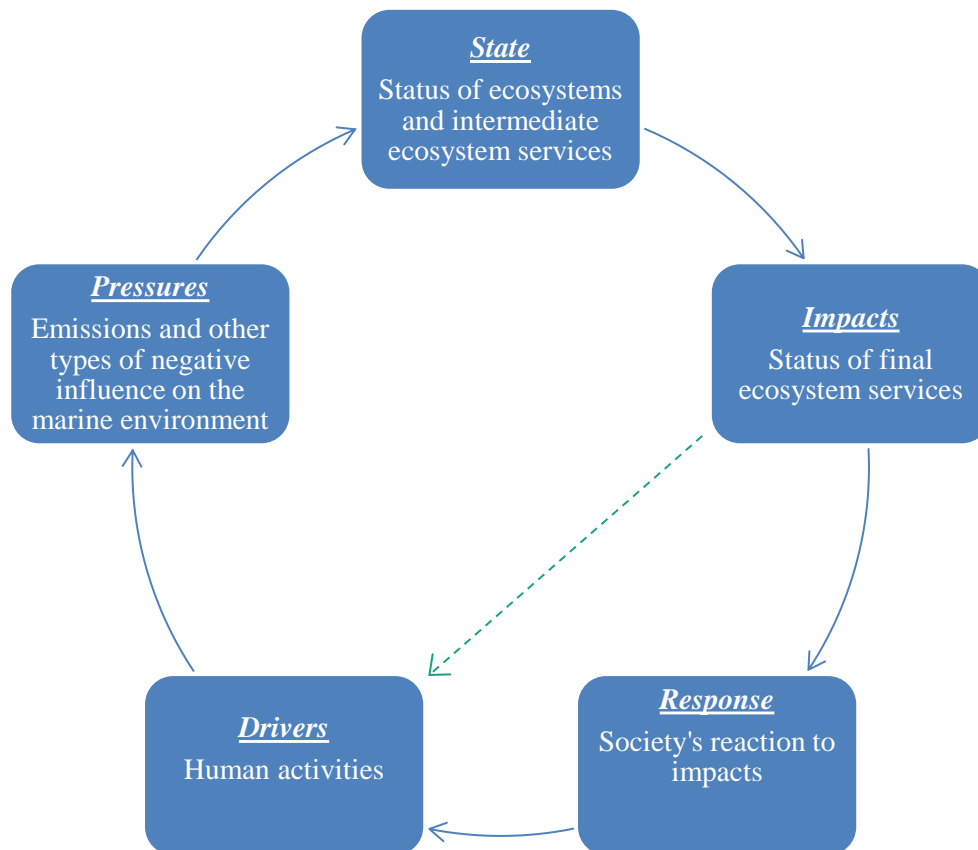 State
Status of ecosystems
and intermediate
ecosystem services
Pressures
Emissions and other
types of negative
influence on the
marine environment
Impacts
Status of final
ecosystem services
Drivers
Human activities
Response
Society's reaction to
impacts